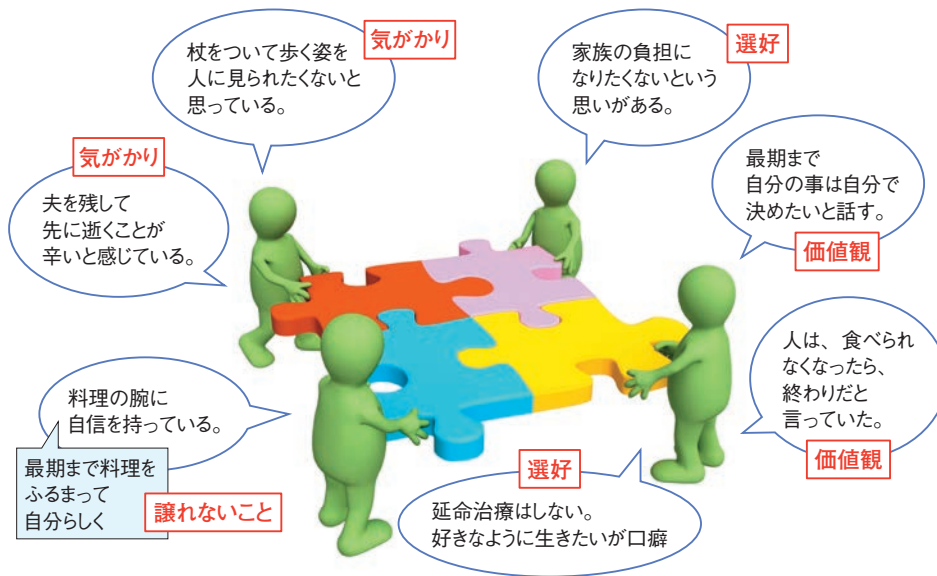 杖をついて歩く姿を
人に見られたくないと
思っている。
気がかり
家族の負担に
なりたくないという
思いがある。
選好
気がかり
夫を残して
先に逝くことが
辛いと感じている。
最期まで
自分の事は自分で
決めたいと話す。
価値観
人は、食べられ
なくなったら、
終わりだと
言っていた。
価値観
料理の腕に
自信を持っている。
最期まで料理を
ふるまって
自分らしく
譲れないこと
選好
延命治療はしない。
好きなように生きたいが口癖